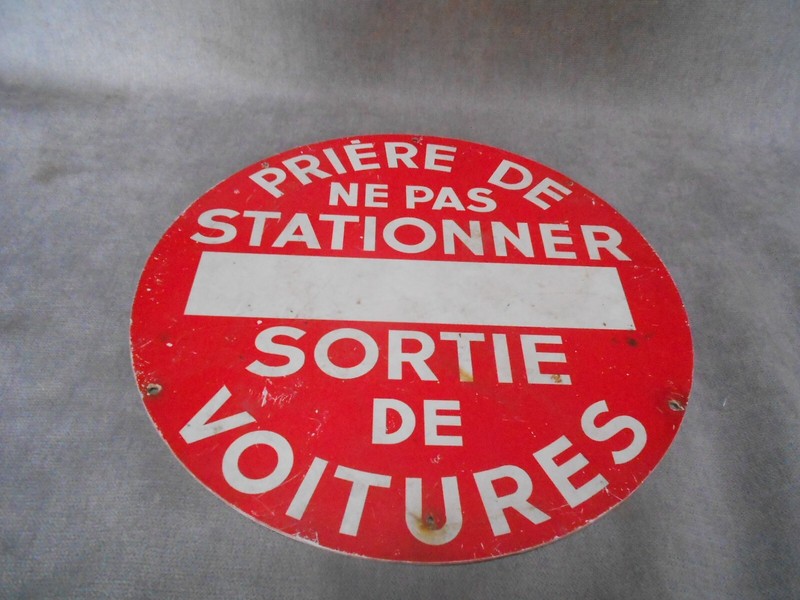 PRIÈRE DE
NE PAS
STATIONNER
SORTIE
DE
VOITURES